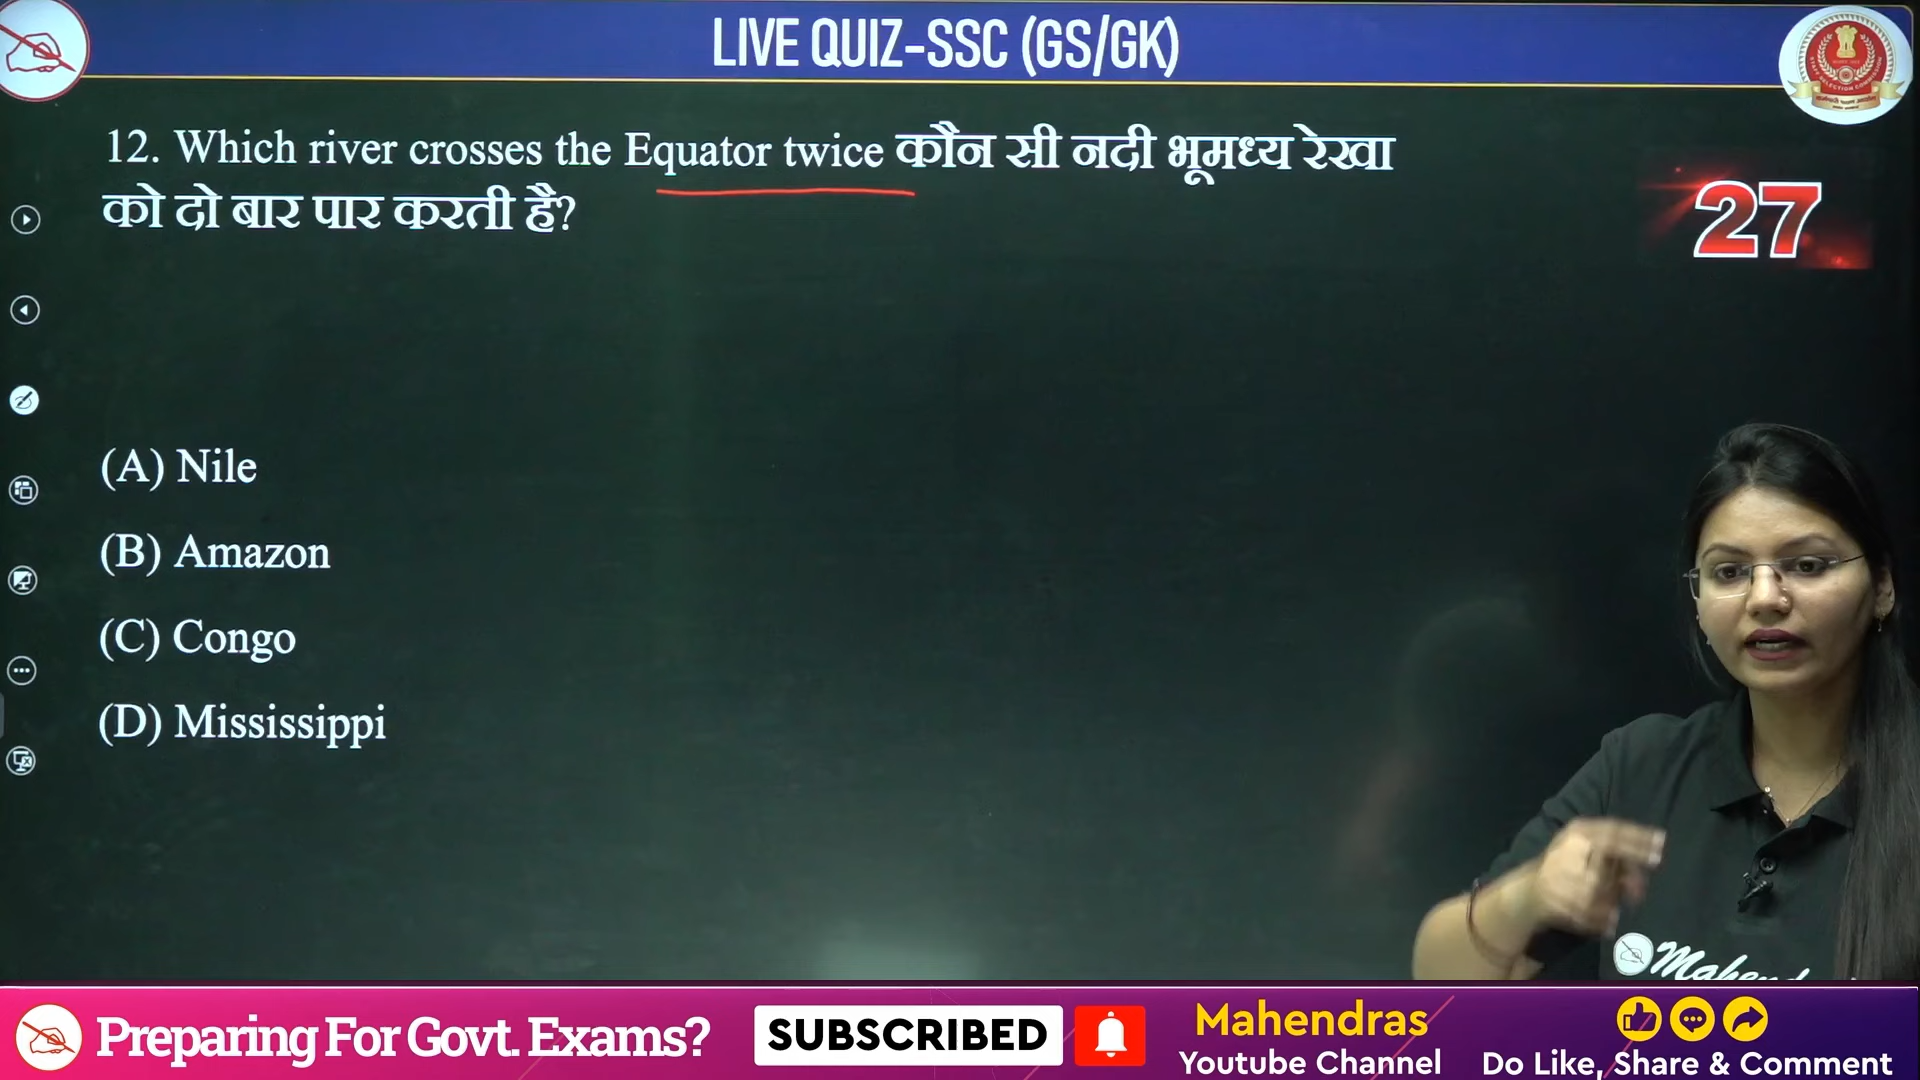 LIVE QUIZ-SSC (GS/GK)
12. Which river crosses the Equator twice कौन सी नदी भूमध्य रेखा
को दो बार पार करती है?
27
(A) Nile
(B) Amazon
(C) Congo
(D) Mississippi
Preparing For Govt. Exams?
SUBSCRIBED
Mahendras
Youtube Channel
Do Like, Share & Comment